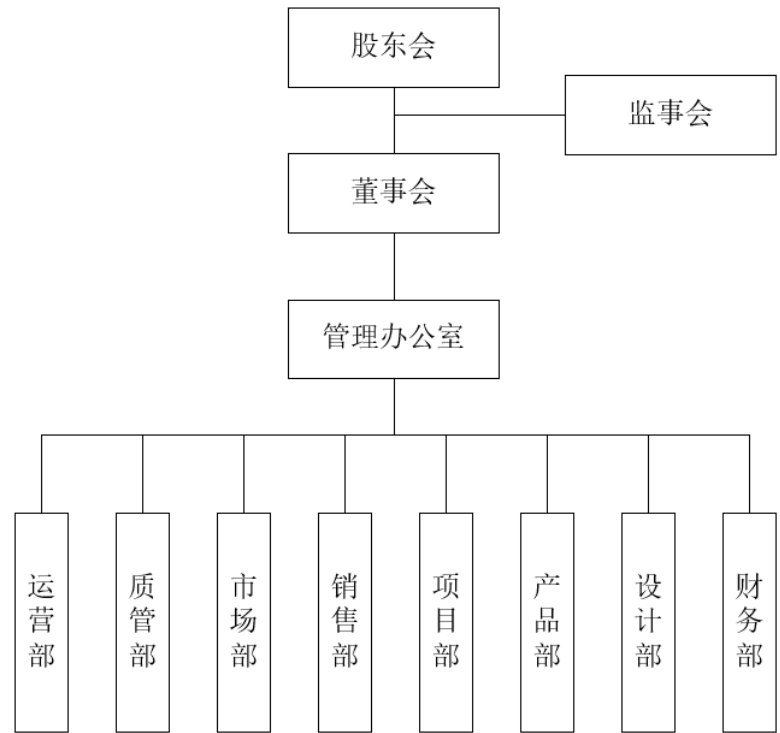 股东会
监事会
董事会
管理办公室
运营部
质管部
市场部
销售部
项目部
产品部
设计部
财务部